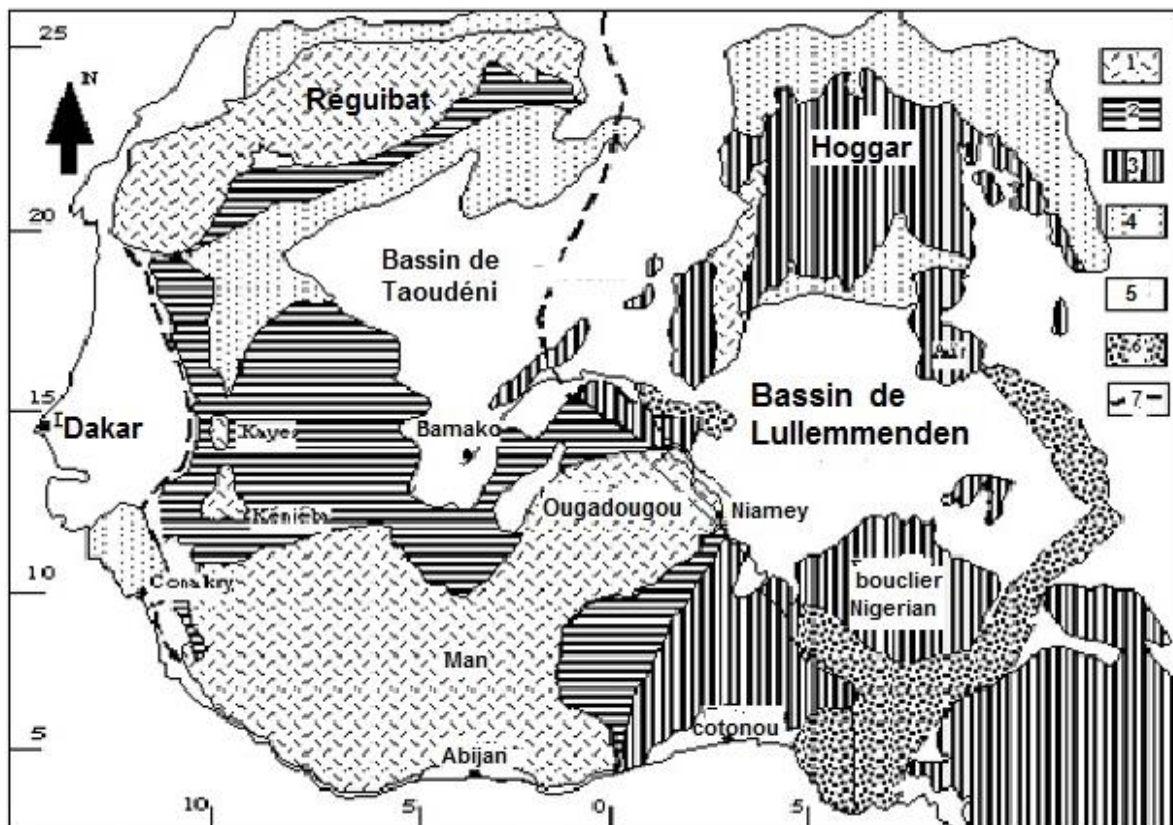 25
N
Réguibat
1
2
Hoggar
3
20
4
Bassin de
Taoudéni
5
6
Air
7
15
Dakar
Kayes
Bamako
Bassin de
Lullemmenden
Kéniéba
Ougadougou
Niamey
10
Conakry
bouclier
Nigerian
Man
5
cotonou
Abijan
10
5
0
5